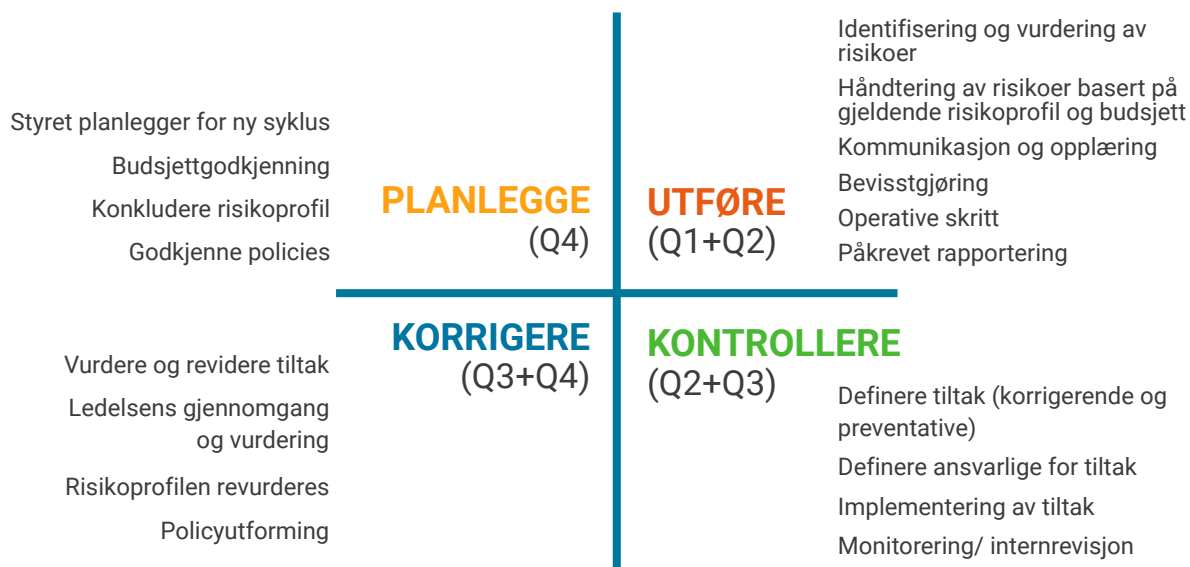 Styret planlegger for ny syklus
Budsjettgodkjenning
Konkludere risikoprofil
Godkjenne policies
PLANLEGGE
(Q4)
UTFØRE
(Q1+Q2)
Identifisering og vurdering av
risikoer
Håndtering av risikoer basert på
gjeldende risikoprofil og budsjett
Kommunikasjon og opplæring
Bevisstgjøring
Operative skritt
Påkrevet rapportering
Vurdere og revidere tiltak
Ledelsens gjennomgang
og vurdering
Risikoprofilen revurderes
Policyutforming
KORRIGERE
(Q3+Q4)
KONTROLLERE
(Q2+Q3)
Definere tiltak (korrigerende og
preventative)
Definere ansvarlige for tiltak
Implementering av tiltak
Monitorering/ internrevisjon